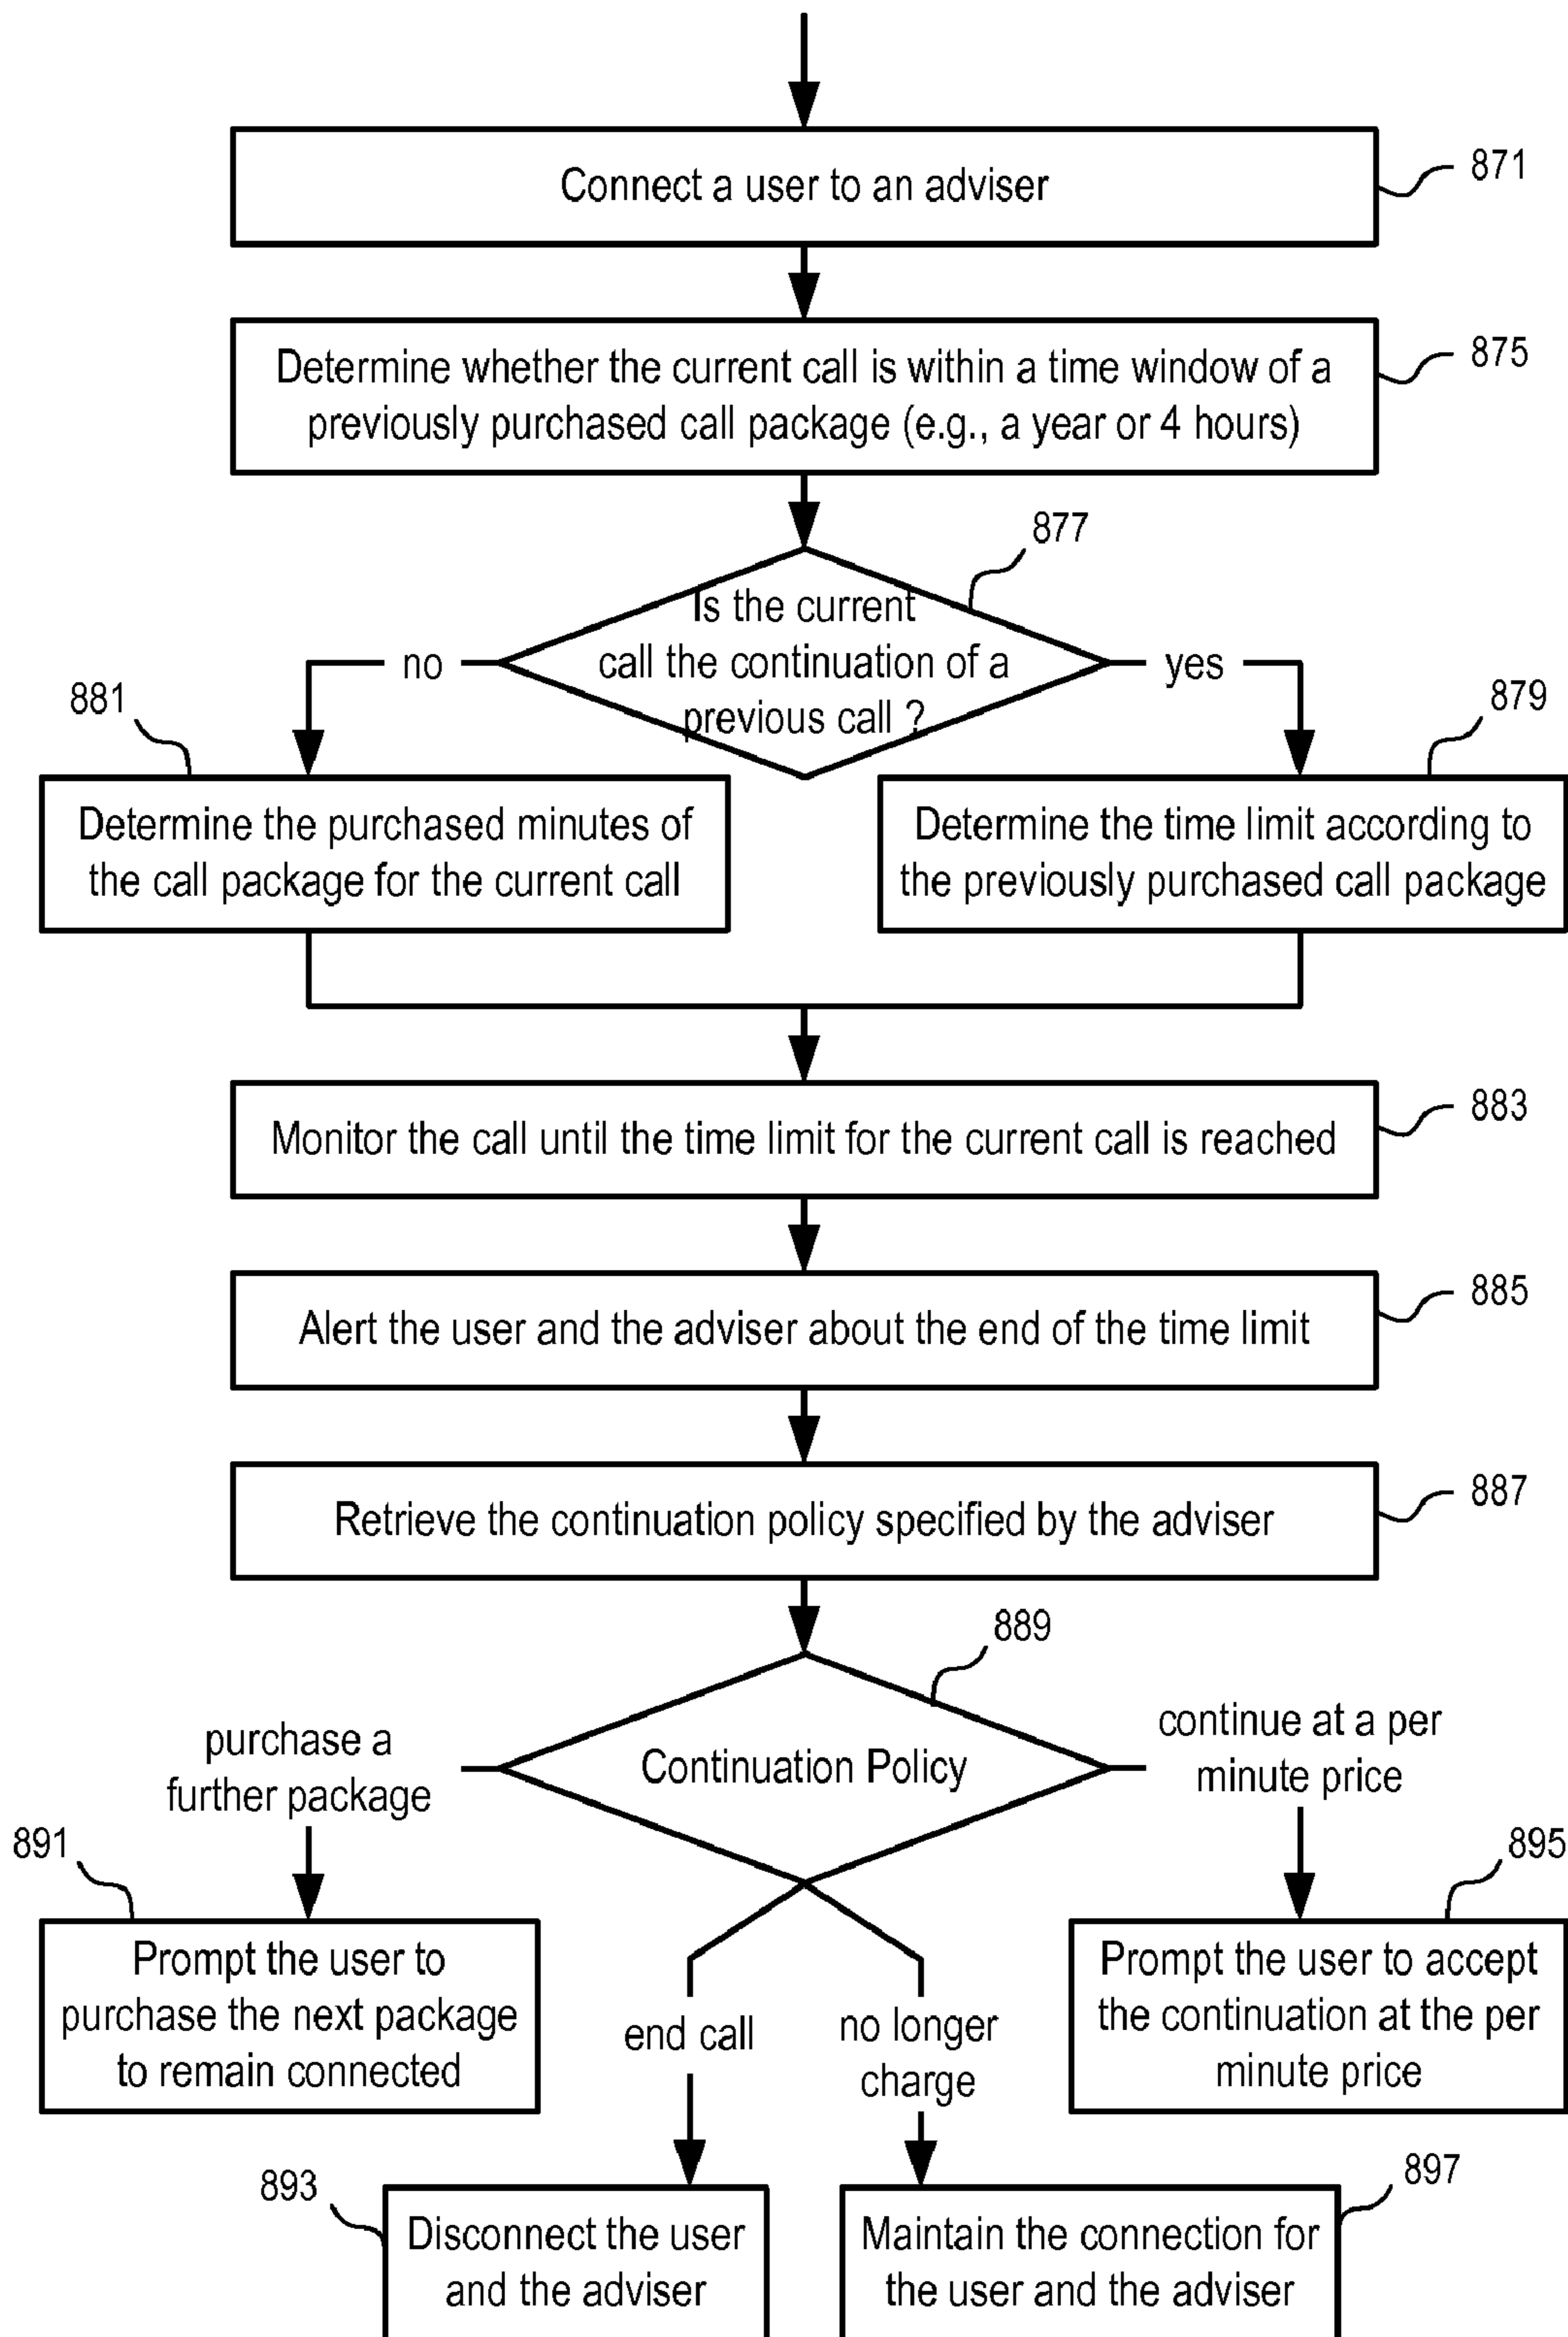 Connect a user to an adviser
871
Determine whether the current call is within a time window of a
previously purchased call package (e.g., a year or 4 hours)
875
877
Is the current
call the continuation of a
previous call ?
no
yes
881
879
Determine the purchased minutes of
the call package for the current call
Determine the time limit according to
the previously purchased call package
Monitor the call until the time limit for the current call is reached
883
Alert the user and the adviser about the end of the time limit
885
Retrieve the continuation policy specified by the adviser
887
889
Continuation Policy
purchase a
further package
continue at a per
minute price
891
895
Prompt the user to
purchase the next package
to remain connected
end call
no longer
charge
Prompt the user to accept
the continuation at the per
minute price
893
897
Disconnect the user
and the adviser
Maintain the connection for
the user and the adviser